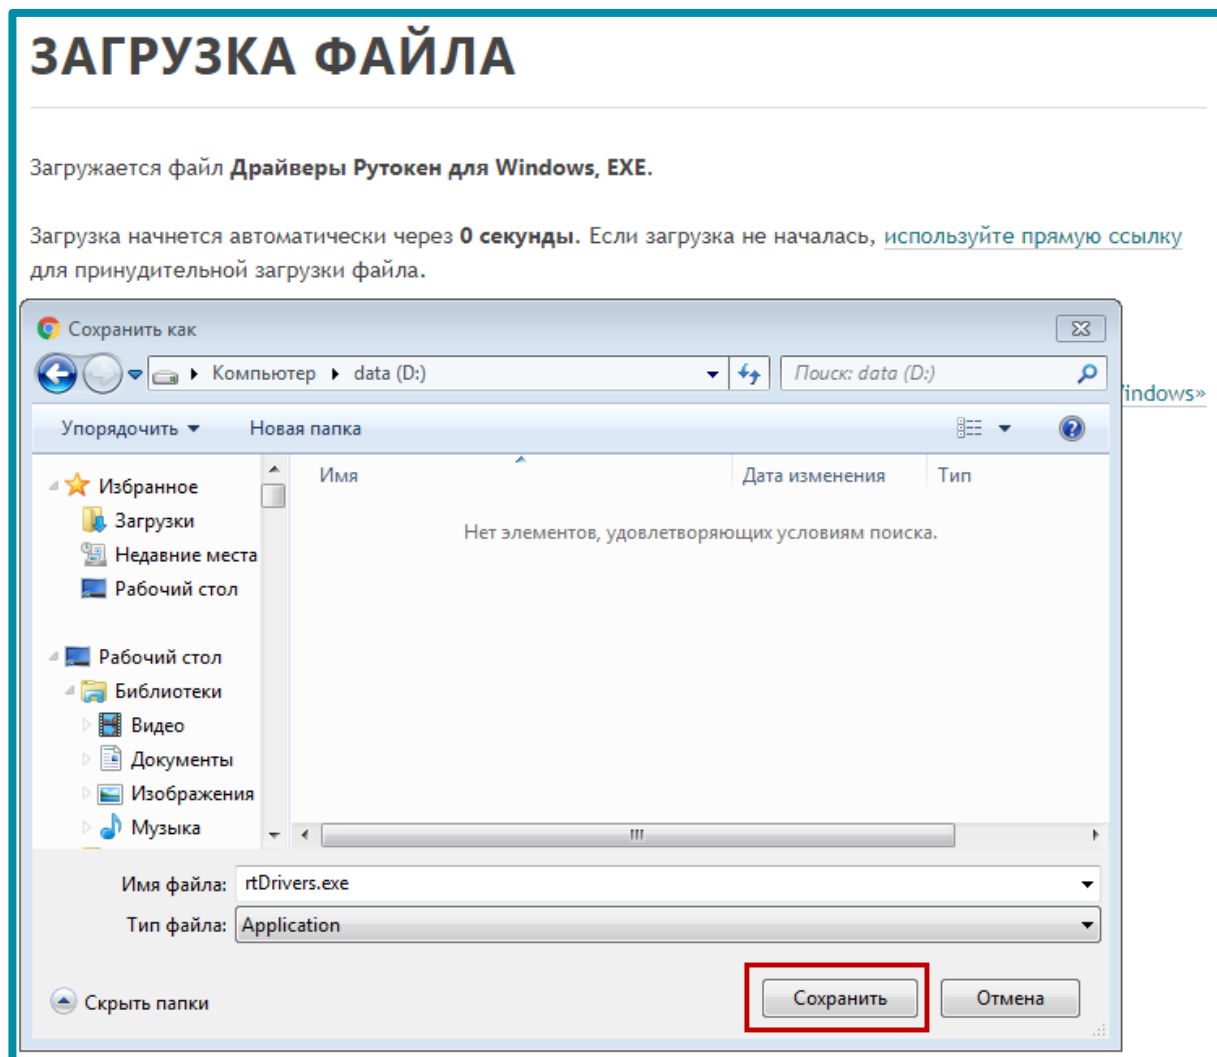 ЗАГРУЗКА ФАЙЛА
Загружается файл Драйверы Рутокен для Windows, EXE.
Загрузка начнется автоматически через 0 секунды. Если загрузка не началась, используйте прямую ссылку
для принудительной загрузки файла.
Сохранить как
Компьютер data (D:)
Поиск: data (D:)
indows»
Упорядочить
Новая папка
Имя
Дата изменения
Тип
Нет элементов, удовлетворяющих условиям поиска.
Избранное
Загрузки
Недавние места
Рабочий стол
Рабочий стол
Библиотеки
Видео
Документы
Изображения
Музыка
Имя файла: rtDrivers.exe
Тип файла: Application
Скрыть папки
Сохранить
Отмена